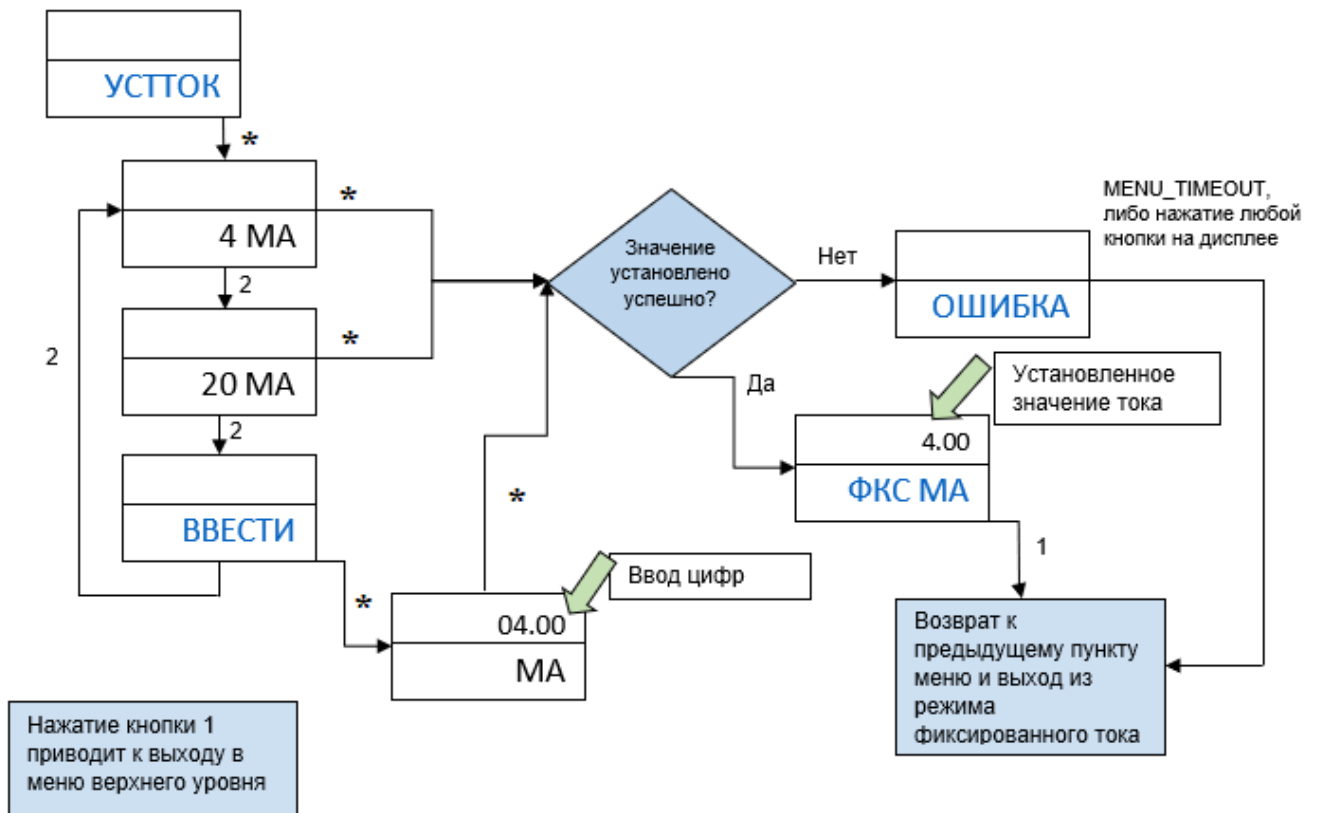 УСТТОК
*
4 МА
*
2
20 МА
*
2
2
ВВЕСТИ
*
04.00
МА
Ввод цифр
*
Значение
установлено
успешно?
Нет
Да
ОШИБКА
MENU_TIMEOUT,
либо нажатие любой
кнопки на дисплее
Установленное
значение тока
4.00
ФКС МА
1
Возврат к
предыдущему пункту
меню и выход из
режима
фиксированного тока
Нажатие кнопки 1
приводит к выходу в
меню верхнего уровня